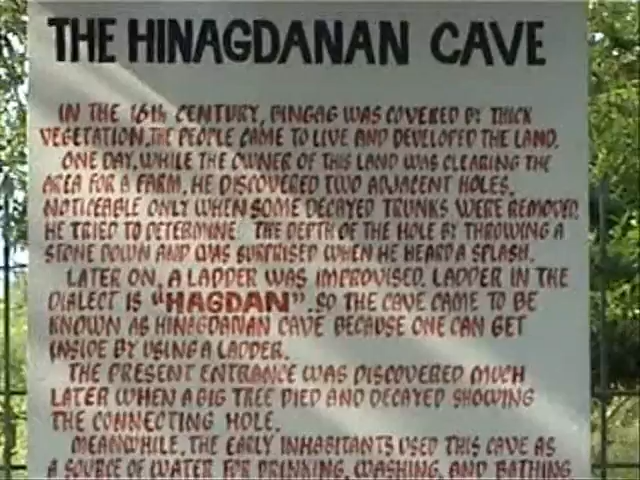 THE HINAGDANAN CAVE
IN THE 16th CENTURY, BINGAG WAS COVERED BY THICK
VEGETATION. THE PEOPLE CAME TO LIVE AND DEVELOPED THE LAND.
ONE DAY, WHILE THE OWNER OF THIS LAND WAS CLEARING THE
AREA FOR A FARM, HE DISCOVERED TWO ADJACENT HOLES,
NOTICEABLE ONLY WHEN SOME DECAYED TRUNKS WERE REMOVED
HE TRIED TO DETERMINE THE DEPTH OF THE HOLE BY THROWING A
STONE DOWN AND WAS SURPRISED WHEN HE HEARD A SPLASH.
LATER ON, A LADDER WAS IMPROVISED. LADDER IN THE
DIALECT IS "HAGDAN". SO THE CAVE CAME TO BE
KNOWN AS HINAGDANAN CAVE BECAUSE ONE CAN GET
INSIDE BY USING A LADDER.
THE PRESENT ENTRANCE WAS DISCOVERED MUCH
LATER WHEN A BIG TREE DIED AND DECAYED SHOWING
THE CONNECTING HOLE.
MEANWHILE, THE EARLY INHABITANTS USED THIS CAVE AS
A SOURCE OF WATER FOR DRINKING, WASHING, AND BATHING